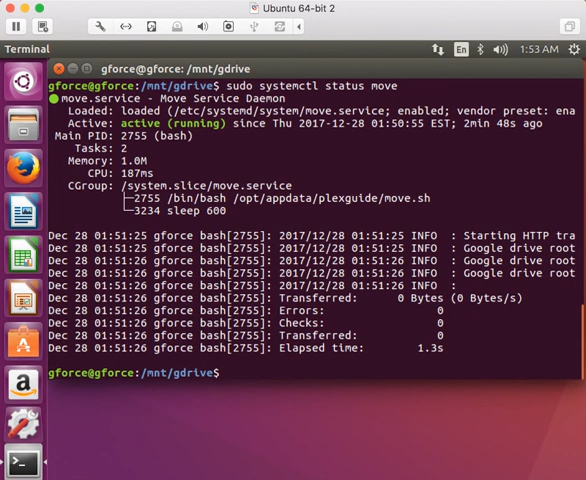 Ubuntu 64-bit 2
Terminal
En
1:53 AM
gforce@gforce: /mnt/gdrive
gforce@gforce:/mnt/gdrive$ sudo systemctl status move
move.service - Move Service Daemon
Loaded: loaded (/etc/systemd/system/move.service; enabled; vendor preset: ena
Active: active (running) since Thu 2017-12-28 01:50:55 EST; 2min 48s ago
Main PID: 2755 (bash)
Tasks: 2
Memory: 1.0M
CPU: 187ms
CGroup: /system.slice/move.service
├─2755 /bin/bash /opt/appdata/plexguide/move.sh
└─3234 sleep 600
Dec 28 01:51:25 gforce bash[2755]: 2017/12/28 01:51:25 INFO  : Starting HTTP tra
Dec 28 01:51:25 gforce bash[2755]: 2017/12/28 01:51:25 INFO  : Google drive root
Dec 28 01:51:26 gforce bash[2755]: 2017/12/28 01:51:26 INFO  : Google drive root
Dec 28 01:51:26 gforce bash[2755]: 2017/12/28 01:51:26 INFO  : Google drive root
Dec 28 01:51:26 gforce bash[2755]: 2017/12/28 01:51:26 INFO  :
Dec 28 01:51:26 gforce bash[2755]: Transferred:      0 Bytes (0 Bytes/s)
Dec 28 01:51:26 gforce bash[2755]: Errors:                 0
Dec 28 01:51:26 gforce bash[2755]: Checks:                 0
Dec 28 01:51:26 gforce bash[2755]: Transferred:            0
Dec 28 01:51:26 gforce bash[2755]: Elapsed time:        1.3s
gforce@gforce:/mnt/gdrive$